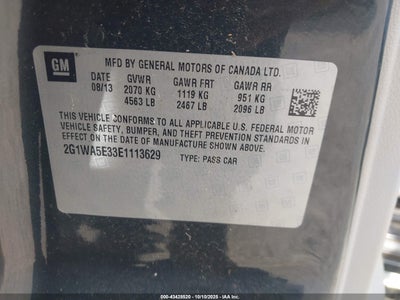 GM
MFD BY GENERAL MOTORS OF CANADA LTD.
DATE GVWR GAWR FRT GAWR RR
08/13 2070 KG 1119 KG 951 KG
4563 LB 2467 LB 2096 LB
THIS VEHICLE CONFORMS TO ALL APPLICABLE U.S. FEDERAL MOTOR
VEHICLE SAFETY, BUMPER, AND THEFT PREVENTION STANDARDS IN
EFFECT ON THE DATE OF MANUFACTURE SHOWN ABOVE.
2G1WA5E33E1113629 TYPE: PASS CAR
000-43428520 - 10/10/2025 - IAA Inc.